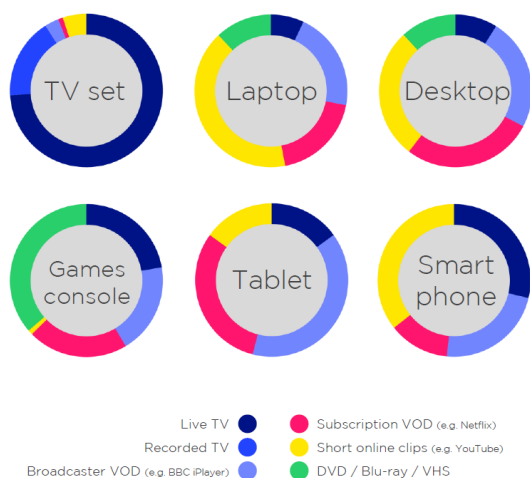 TV set
Laptop
Desktop
Games
console
Tablet
Smart
phone
Live TV
Subscription VOD (e.g. Netflix)
Recorded TV
Short online clips (e.g. YouTube)
Broadcaster VOD (e.g. BBC iPlayer)
DVD / Blu-ray / VHS